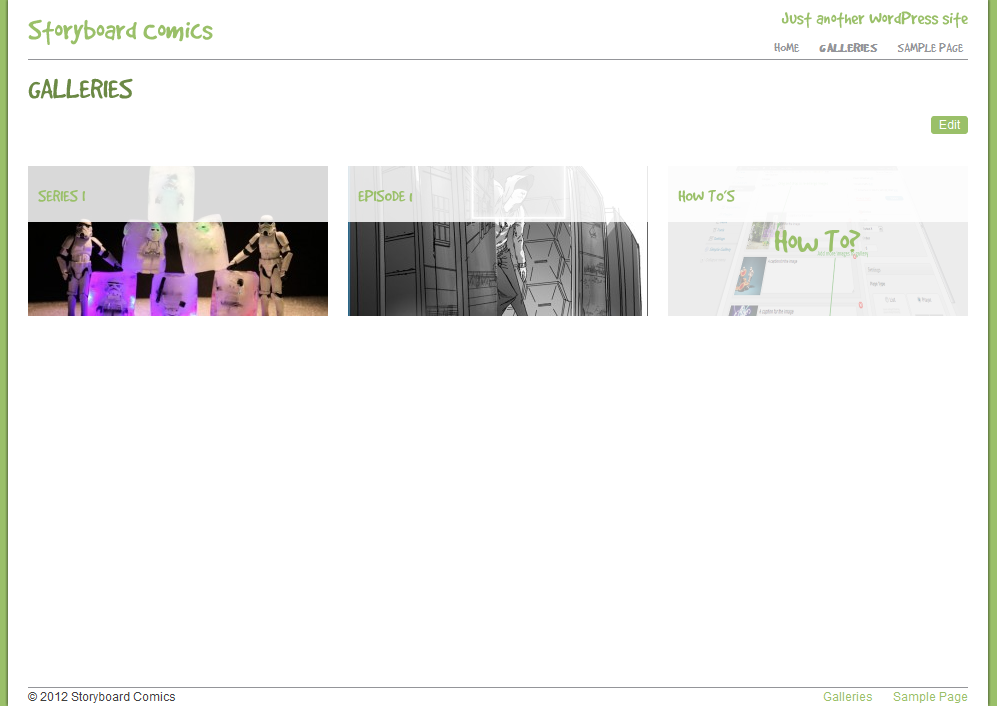 Storyboard Comics
Just another WordPress site
HOME GALLERIES SAMPLE PAGE
GALLERIES
Edit
SERIES 1
EPISODE 1
HOW TO'S
How To?
© 2012 Storyboard Comics
Galleries Sample Page